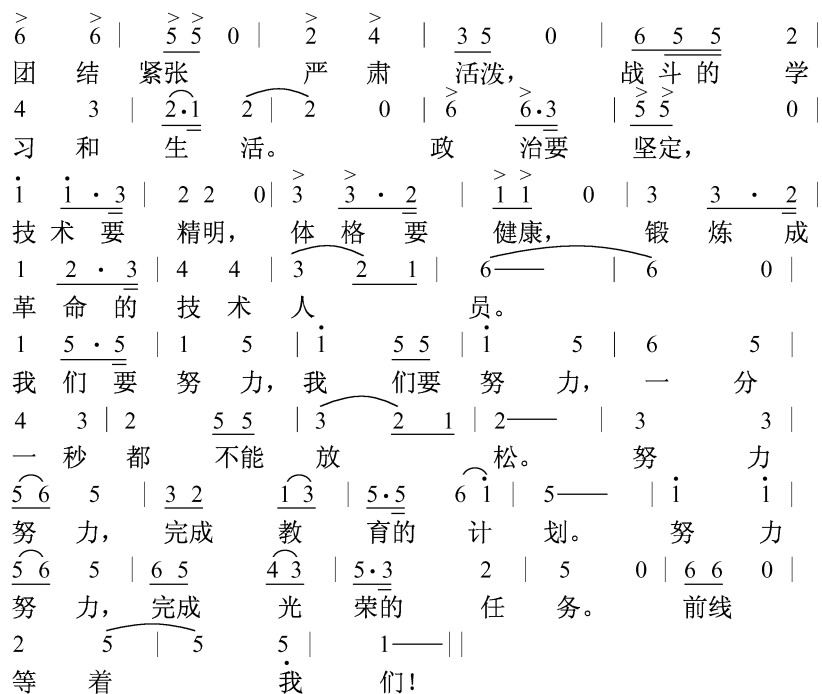 6 6 | 5 5 0 | 2 4 | 3 5 0 | 6 5 5 2 |
团 结 紧张 严 肃 活泼, 战 斗 的 学
4 3 | 2·1 2 | 2 0 | 6 6·3 | 5 5 0 |
习 和 生 活。 政 治要 坚定,
i i·3 | 2 2 0 | 3 3·2 | 1 1 0 | 3 3·2 |
技 术 要 精明, 体 格 要 健康, 锻 炼 成
1 2·3 | 4 4 | 3 2 1 | 6—— | 6 0 |
革 命 的 技 术 人 员。
1 5·5 | 1 5 | i 5 5 | i 5 | 6 5 |
我 们 要 努 力, 我 们要 努 力, 一 分
4 3 | 2 5 5 | 3 2 1 | 2—— | 3 3 |
一 秒 都 不能 放 松。 努 力
5 6 5 | 3 2 1 3 | 5·5 6 i | 5—— | i i |
努 力, 完成 教 育的 计 划。 努 力
5 6 5 | 6 5 4 3 | 5·3 2 | 5 0 | 6 6 0 |
努 力, 完成 光 荣的 任 务。 前线
2 5 | 5 5̣ | 1—— ||
等 着 我 们!